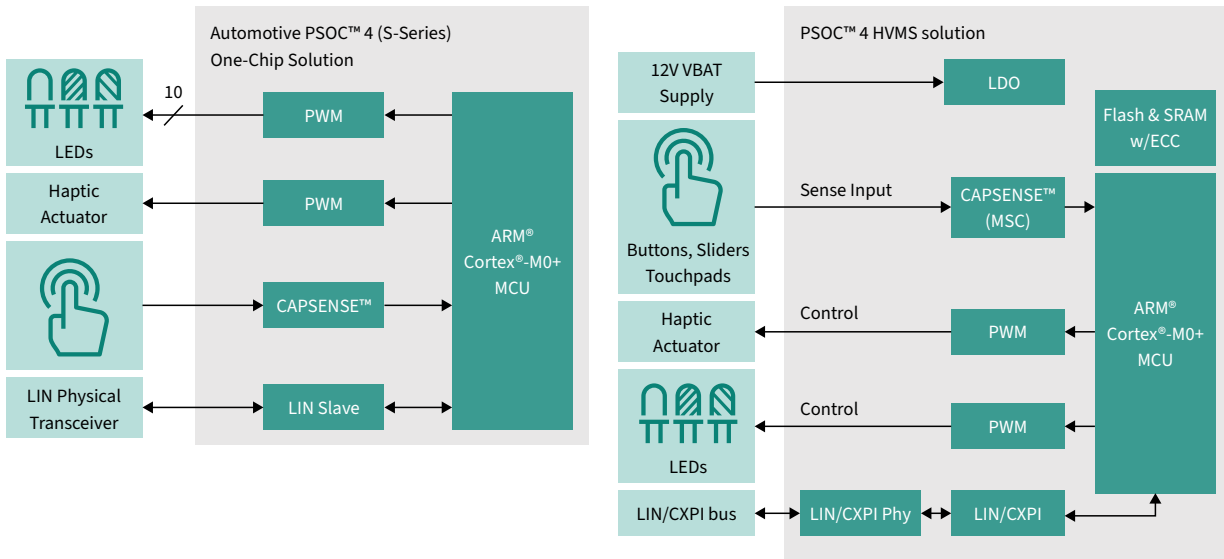 Automotive PSOC™ 4 (S-Series)
One-Chip Solution
10
LEDs
PWM
Haptic
Actuator
PWM
ARM®
Cortex®-M0+
MCU
CAPSENSE™
LIN Physical
Transceiver
LIN Slave
PSOC™ 4 HVMS solution
12V VBAT
Supply
LDO
Flash & SRAM
w/ECC
Buttons, Sliders
Touchpads
Sense Input
CAPSENSE™
(MSC)
Haptic
Actuator
Control
PWM
ARM®
Cortex®-M0+
MCU
LEDs
Control
PWM
LIN/CXPI bus
LIN/CXPI Phy
LIN/CXPI